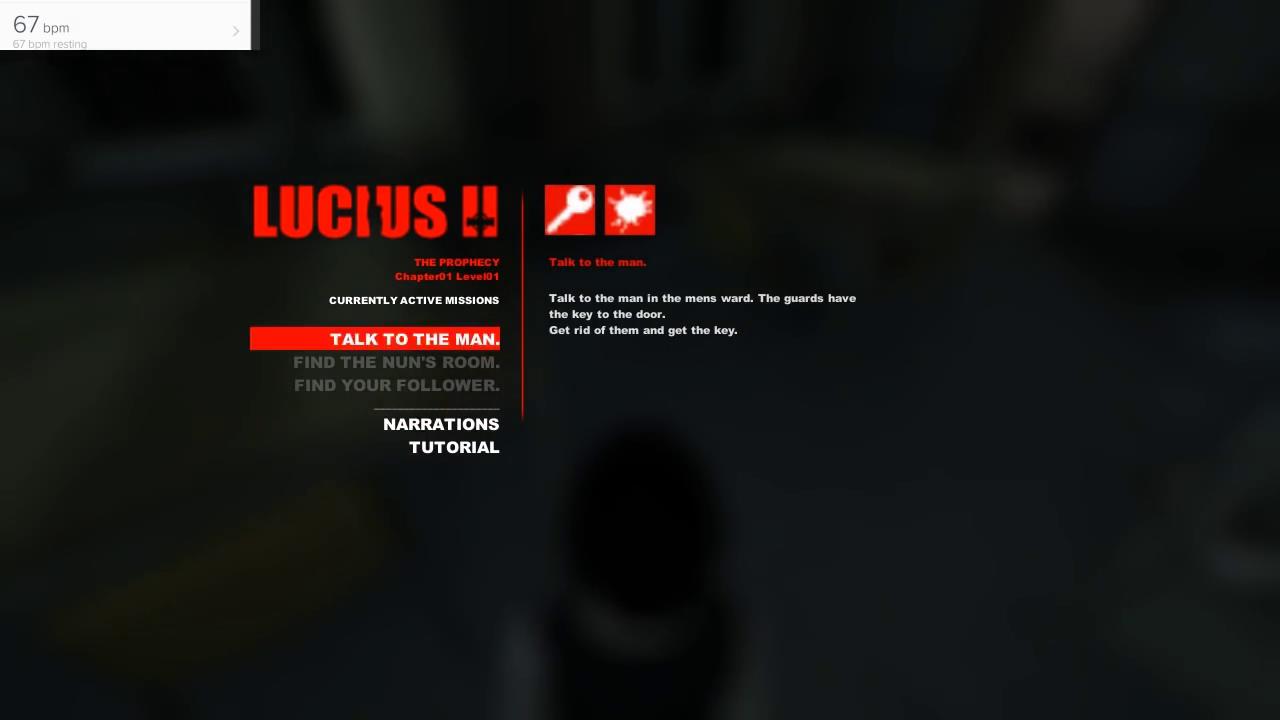 67 bpm
67 bpm resting
LUCIUS II
THE PROPHECY
Chapter01 Level01
CURRENTLY ACTIVE MISSIONS
TALK TO THE MAN.
FIND THE NUN'S ROOM.
FIND YOUR FOLLOWER.
NARRATIONS
TUTORIAL
Talk to the man.
Talk to the man in the mens ward. The guards have
the key to the door.
Get rid of them and get the key.